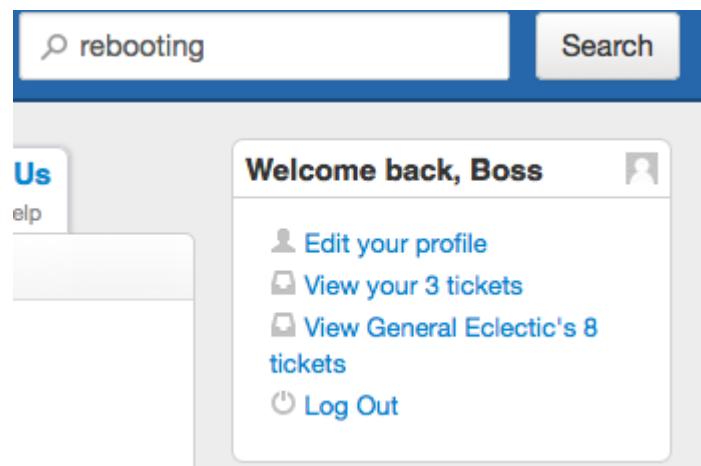 rebooting
Search
Us
elp
Welcome back, Boss
Edit your profile
View your 3 tickets
View General Eclectic's 8
tickets
Log Out